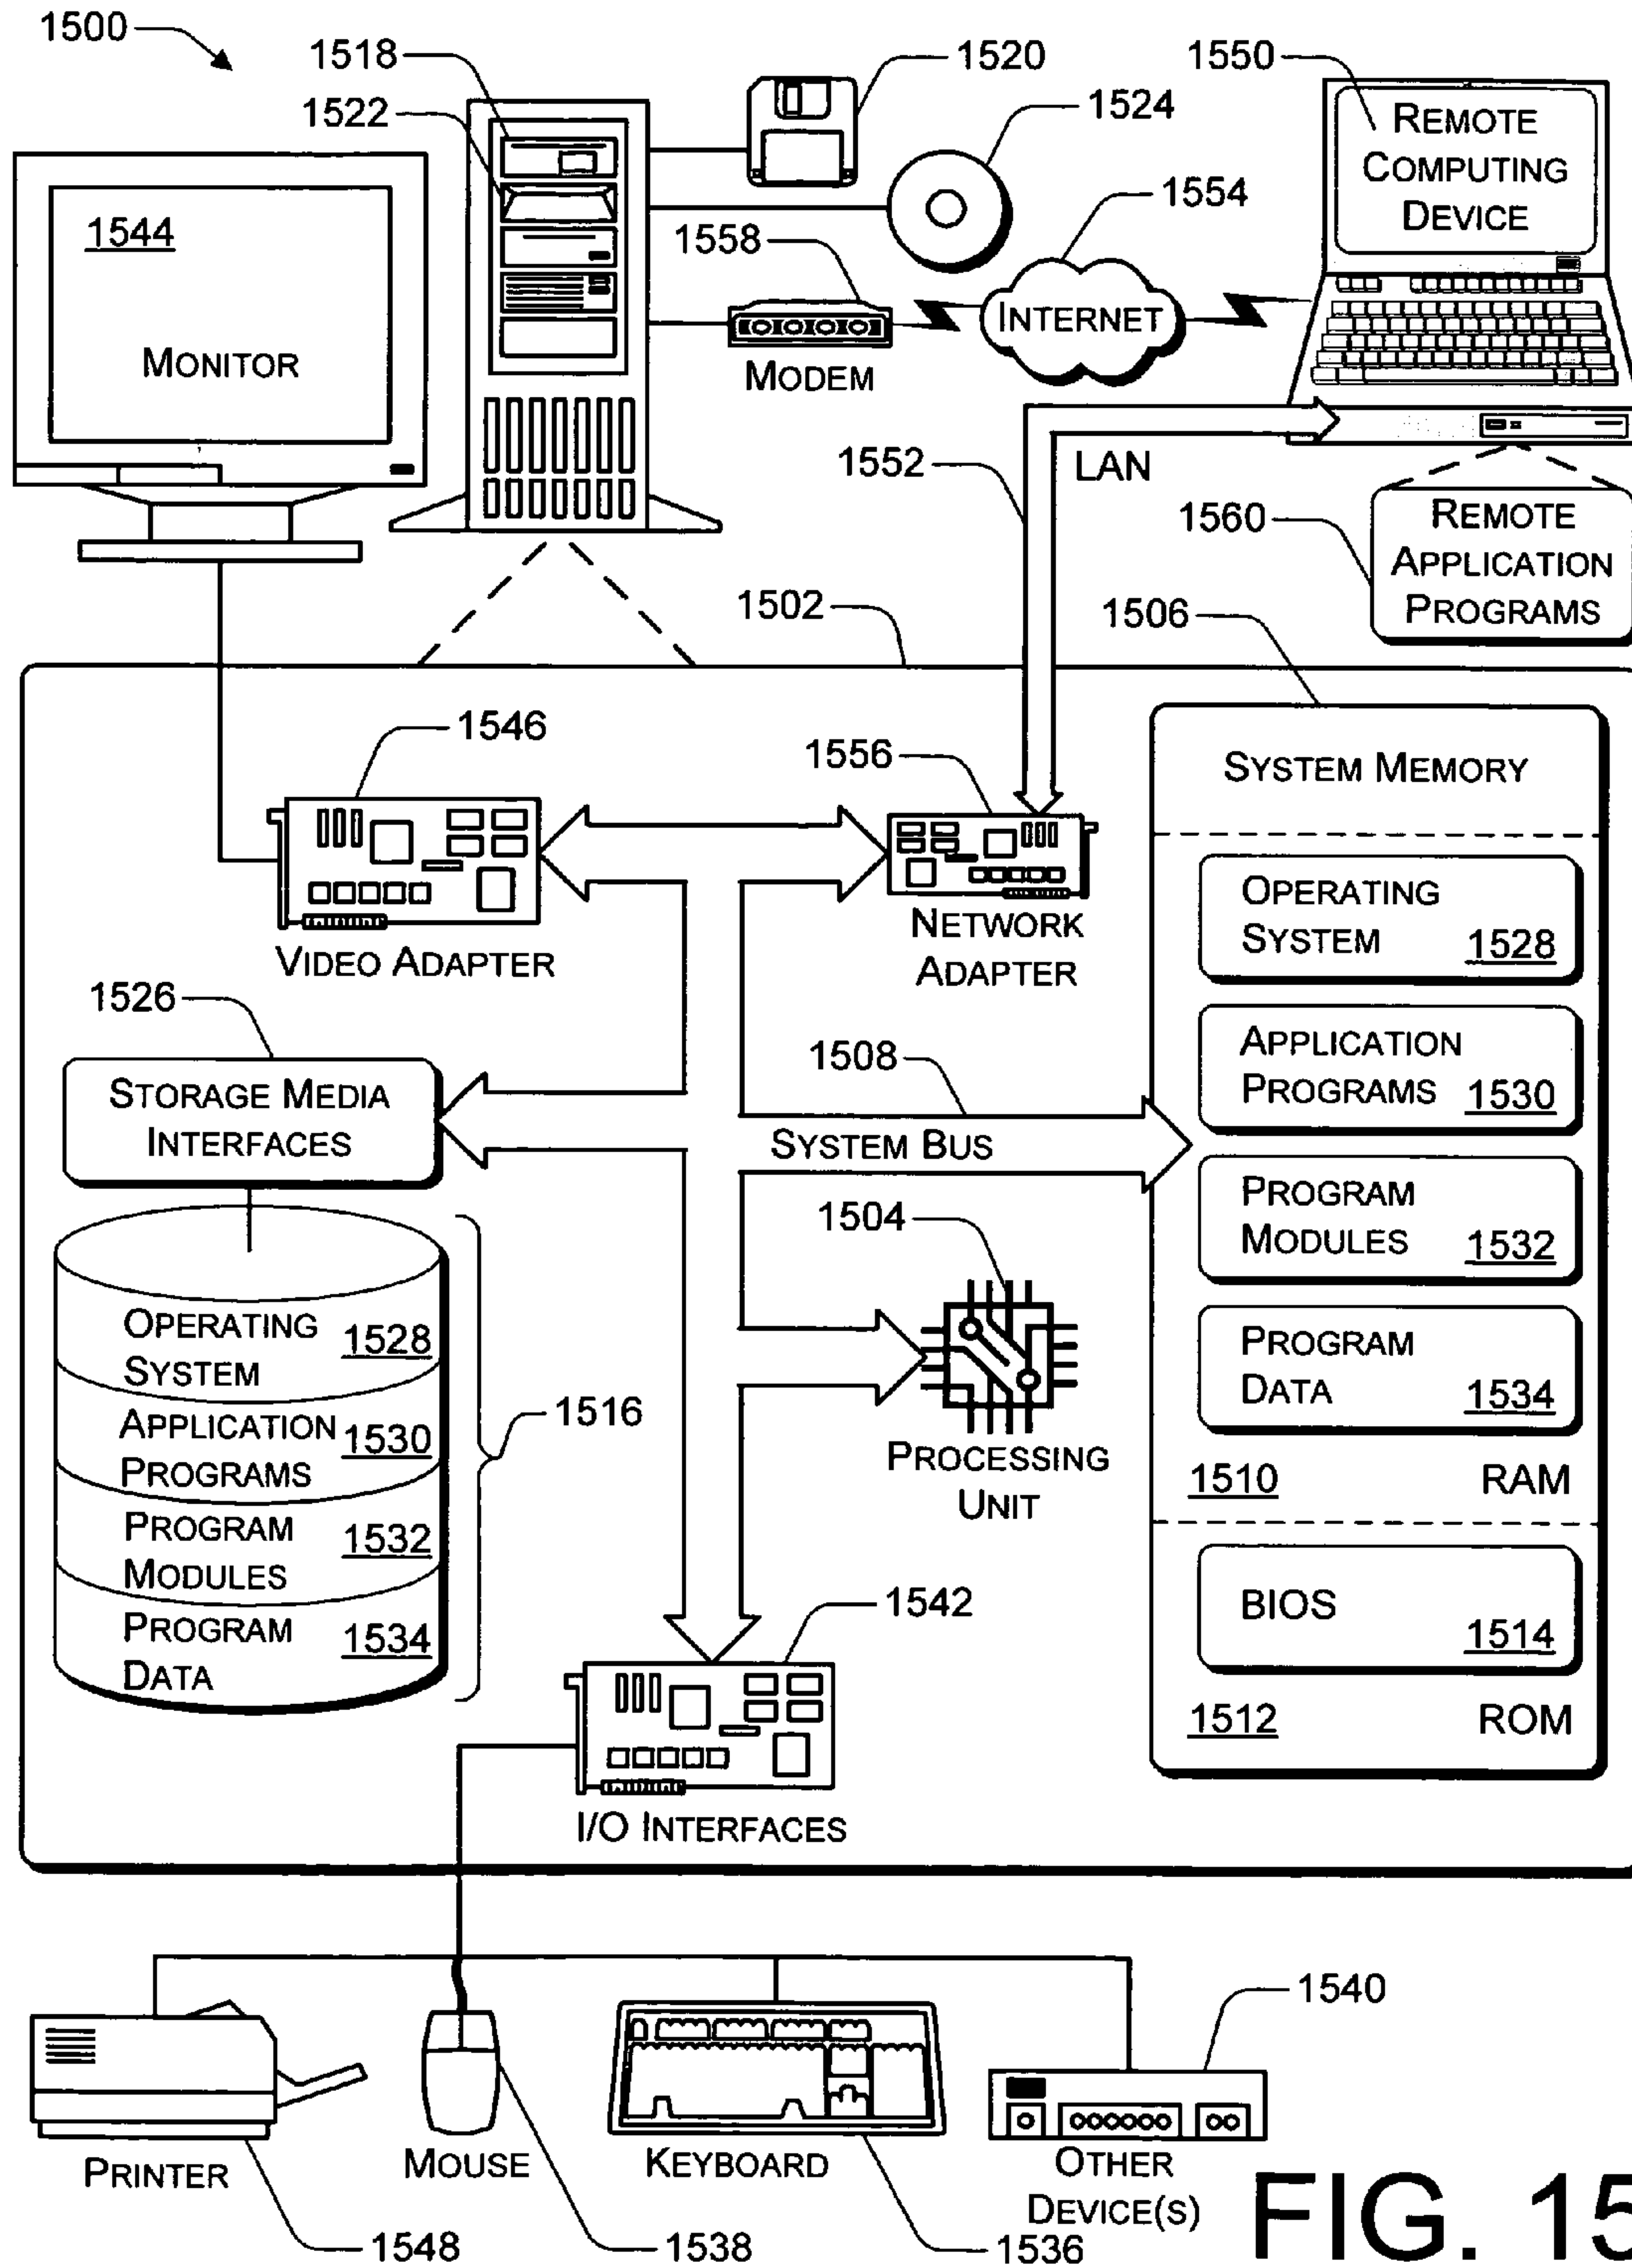 1500
1518
1520
1550
1522
1524
REMOTE
COMPUTING
DEVICE
1554
1544
1558
INTERNET
MONITOR
MODEM
1552
LAN
1560
REMOTE
APPLICATION
PROGRAMS
1502
1506
1546
1556
SYSTEM MEMORY
VIDEO ADAPTER
NETWORK
ADAPTER
OPERATING
SYSTEM 1528
1526
APPLICATION
PROGRAMS 1530
1508
STORAGE MEDIA
INTERFACES
SYSTEM BUS
PROGRAM
MODULES 1532
1504
OPERATING
SYSTEM 1528
PROGRAM
DATA 1534
APPLICATION
PROGRAMS 1530
1516
PROCESSING
UNIT
1510 RAM
PROGRAM
MODULES 1532
BIOS
1514
1542
PROGRAM
DATA 1534
1512 ROM
I/O INTERFACES
1540
PRINTER
MOUSE
KEYBOARD
OTHER
DEVICE(S)
1548
1538
1536
FIG. 15